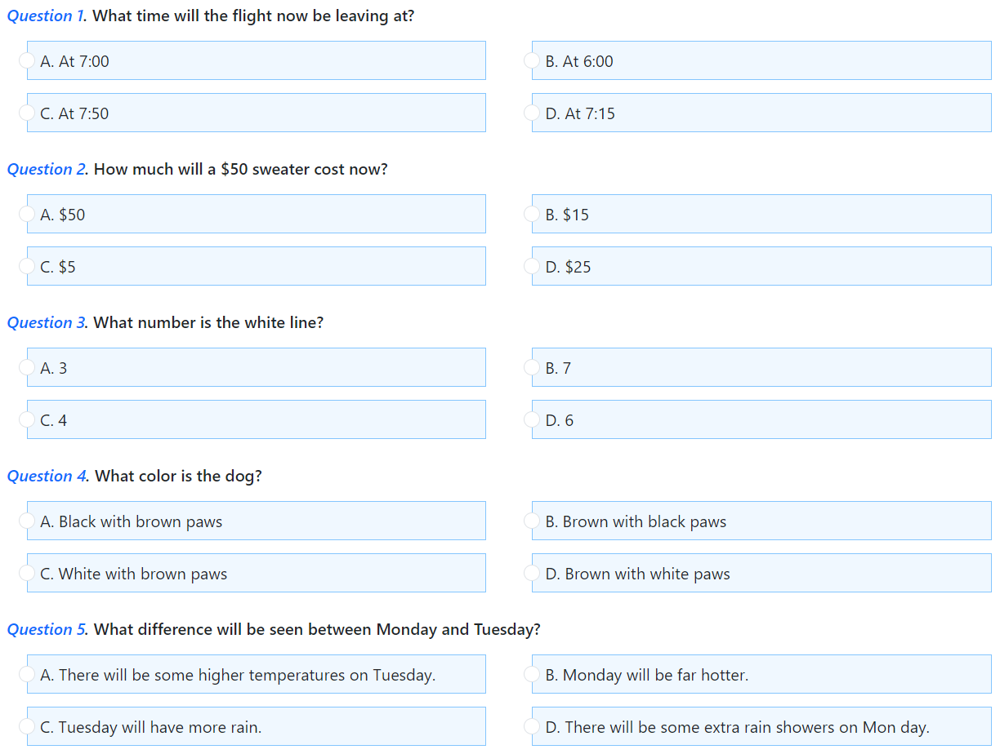 Question 1. What time will the flight now be leaving at?
A. At 7:00
B. At 6:00
C. At 7:50
D. At 7:15
Question 2. How much will a $50 sweater cost now?
A. $50
B. $15
C. $5
D. $25
Question 3. What number is the white line?
A. 3
B. 7
C. 4
D. 6
Question 4. What color is the dog?
A. Black with brown paws
B. Brown with black paws
C. White with brown paws
D. Brown with white paws
Question 5. What difference will be seen between Monday and Tuesday?
A. There will be some higher temperatures on Tuesday.
B. Monday will be far hotter.
C. Tuesday will have more rain.
D. There will be some extra rain showers on Mon day.